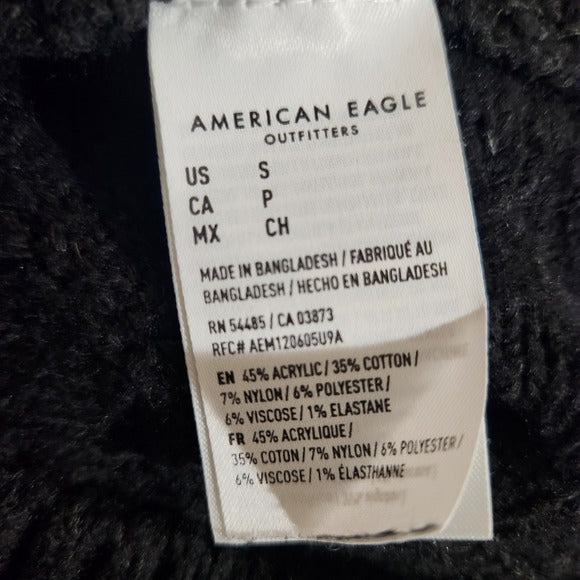 AMERICAN EAGLE
OUTFITTERS
US S
CA P
MX CH
MADE IN BANGLADESH / FABRIQUÉ AU
BANGLADESH / HECHO EN BANGLADESH
RN 54485 / CA 03873
RFC# AEM120605U9A
EN 45% ACRYLIC / 35% COTTON /
7% NYLON / 6% POLYESTER /
6% VISCOSE / 1% ELASTANE
FR 45% ACRYLIQUE /
35% COTON / 7% NYLON / 6% POLYESTER /
6% VISCOSE / 1% ÉLASTHANNE